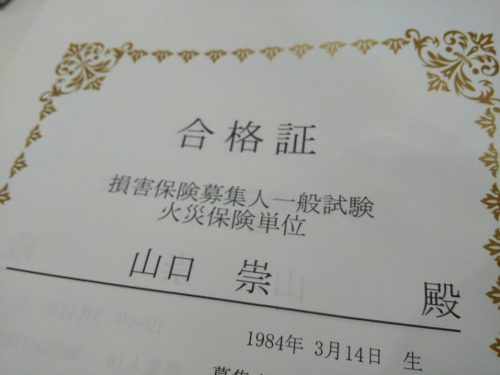 合格証
損害保険募集人一般試験
火災保険単位
山口 崇 殿
1984年 3月14日 生